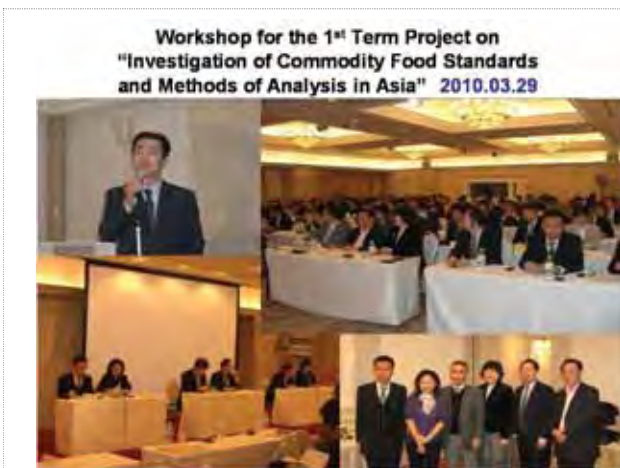 Workshop for the 1st Term Project on
“Investigation of Commodity Food Standards
and Methods of Analysis in Asia” 2010.03.29